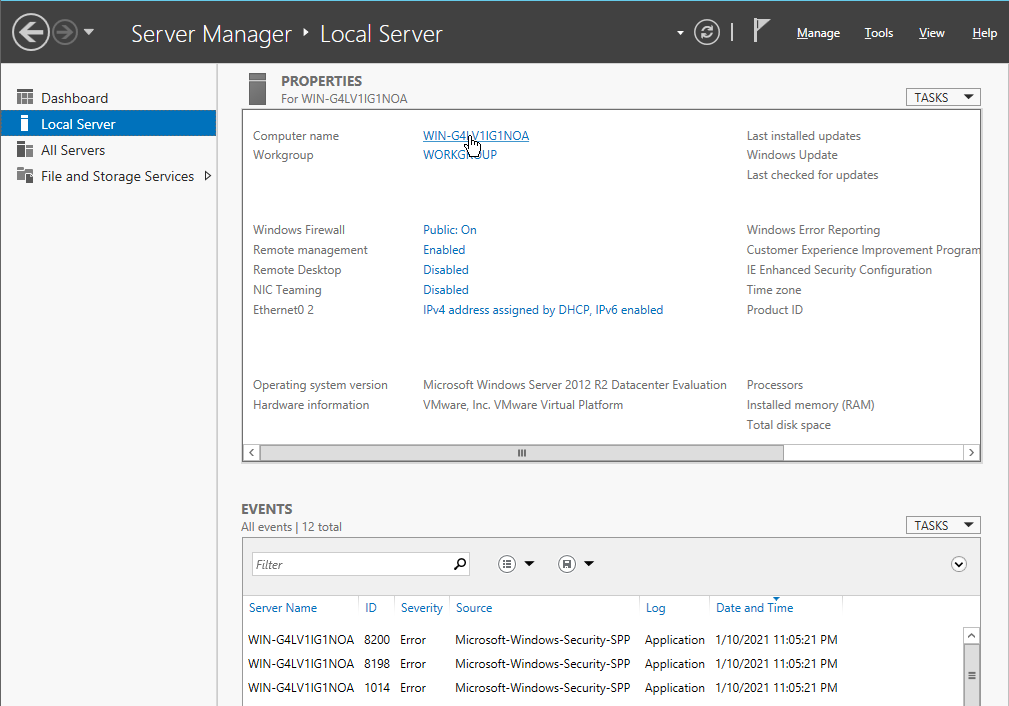 Server Manager ‣ Local Server
Manage Tools View Help
Dashboard
Local Server
All Servers
File and Storage Services
PROPERTIES
For WIN-G4LV1IG1NOA
TASKS
Computer name WIN-G4LV1IG1NOA Last installed updates
Workgroup WORKGROUP Windows Update
Last checked for updates
Windows Firewall Public: On Windows Error Reporting
Remote management Enabled Customer Experience Improvement Program
Remote Desktop Disabled IE Enhanced Security Configuration
NIC Teaming Disabled Time zone
Ethernet0 2 IPv4 address assigned by DHCP, IPv6 enabled Product ID
Operating system version Microsoft Windows Server 2012 R2 Datacenter Evaluation Processors
Hardware information VMware, Inc. VMware Virtual Platform Installed memory (RAM)
Total disk space
EVENTS
All events | 12 total
TASKS
Filter
Server Name ID Severity Source Log Date and Time
WIN-G4LV1IG1NOA 8200 Error Microsoft-Windows-Security-SPP Application 1/10/2021 11:05:21 PM
WIN-G4LV1IG1NOA 8198 Error Microsoft-Windows-Security-SPP Application 1/10/2021 11:05:21 PM
WIN-G4LV1IG1NOA 1014 Error Microsoft-Windows-Security-SPP Application 1/10/2021 11:05:21 PM